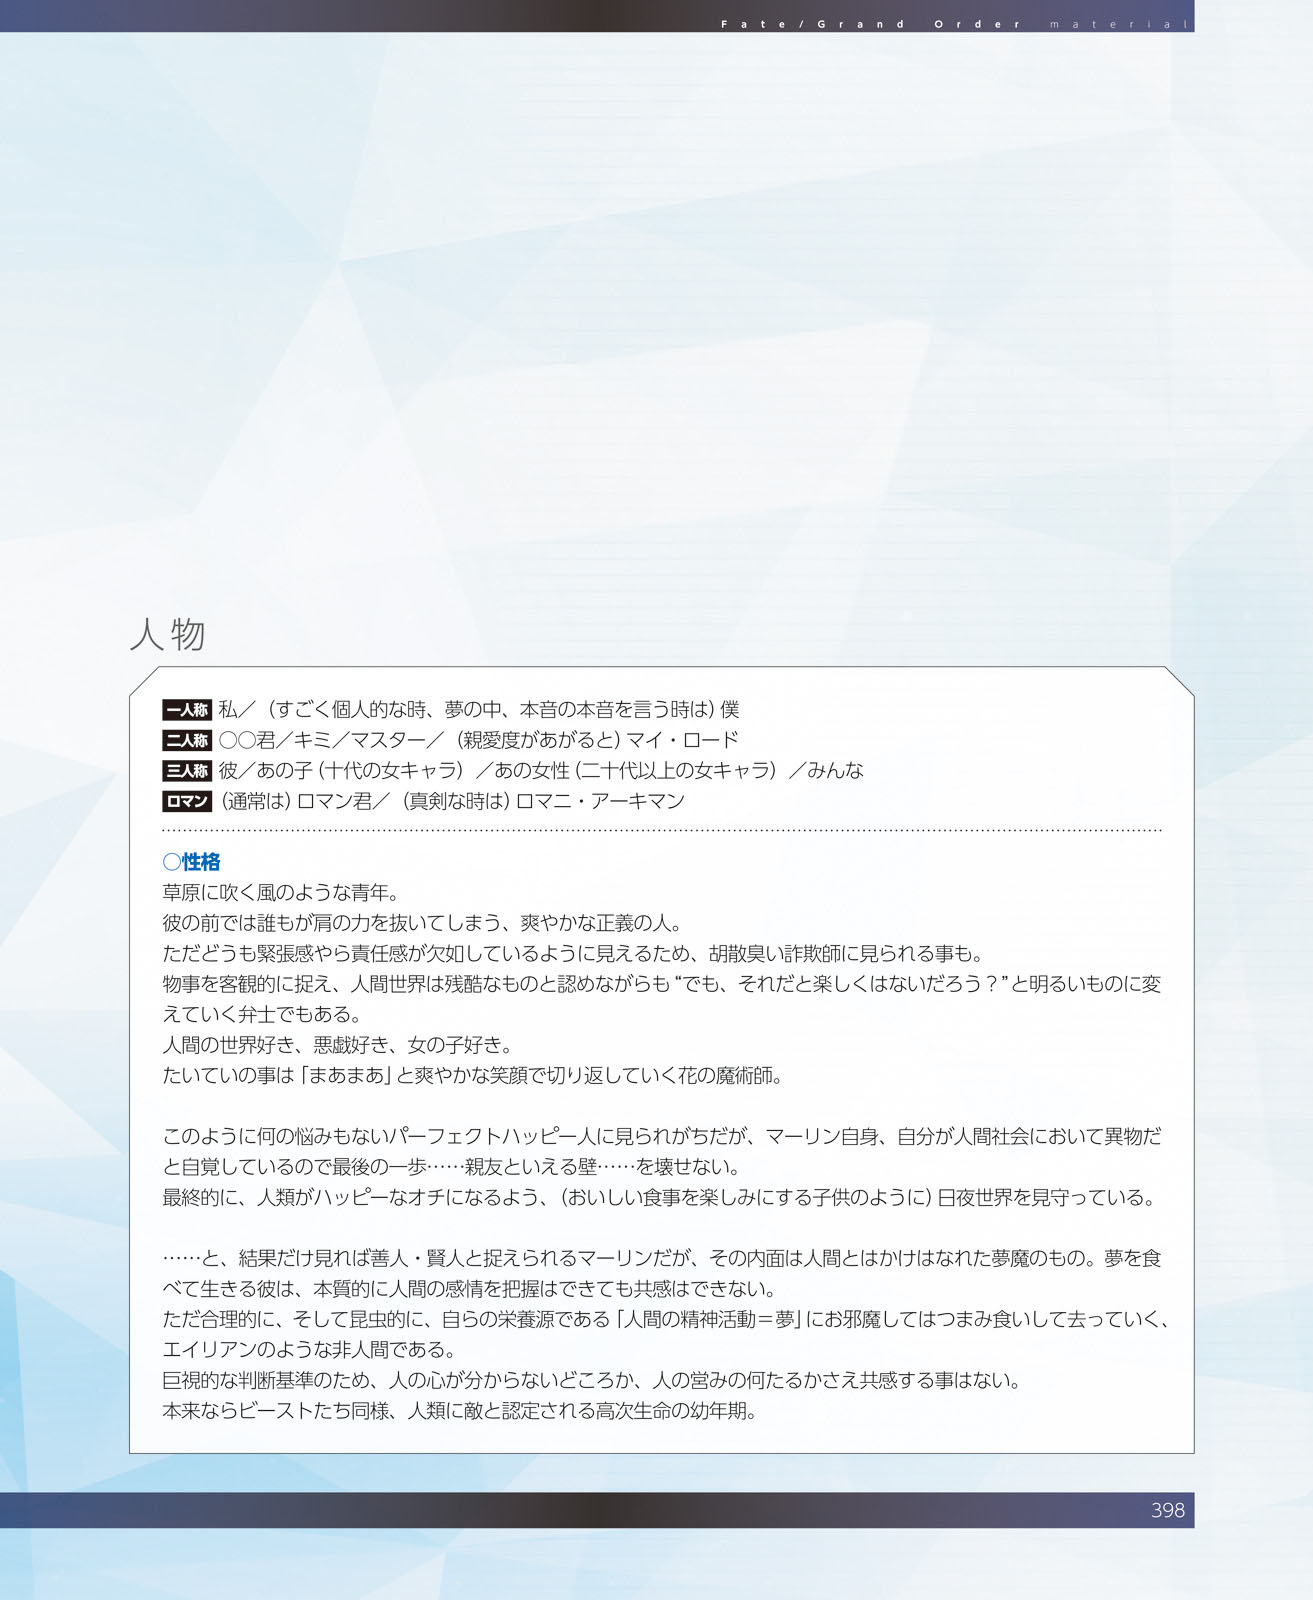 Fate/Grand Order material
人物
一人称 私／（すごく個人的な時、夢の中、本音の本音を言う時は）僕
二人称 ○○君／キミ／マスター／（親愛度があがると）マイ・ロード
三人称 彼／あの子（十代の女キャラ）／あの女性（二十代以上の女キャラ）／みんな
ロマン （通常は）ロマン君／（真剣な時は）ロマニ・アーキマン
○性格
草原に吹く風のような青年。
彼の前では誰もが肩の力を抜いてしまう、爽やかな正義の人。
ただどうも緊張感やら責任感が欠如しているように見えるため、胡散臭い詐欺師に見られる事も。
物事を客観的に捉え、人間世界は残酷なものと認めながらも“でも、それだと楽しくはないだろう？”と明るいものに変
えていく弁士でもある。
人間の世界好き、悪戯好き、女の子好き。
たいていの事は「まあまあ」と爽やかな笑顔で切り返していく花の魔術師。
このように何の悩みもないパーフェクトハッピー人に見られがちだが、マーリン自身、自分が人間社会において異物だ
と自覚しているので最後の一歩……親友といえる壁……を壊せない。
最終的に、人類がハッピーなオチになるよう、（おいしい食事を楽しみにする子供のように）日夜世界を見守っている。
……と、結果だけ見れば善人・賢人と捉えられるマーリンだが、その内面は人間とはかけはなれた夢魔のもの。夢を食
べて生きる彼は、本質的に人間の感情を把握はできても共感はできない。
ただ合理的に、そして昆虫的に、自らの栄養源である「人間の精神活動＝夢」にお邪魔してはつまみ食いして去っていく、
エイリアンのような非人間である。
巨視的な判断基準のため、人の心が分からないどころか、人の営みの何たるかさえ共感する事はない。
本来ならビーストたち同様、人類に敵と認定される高次生命の幼年期。
398